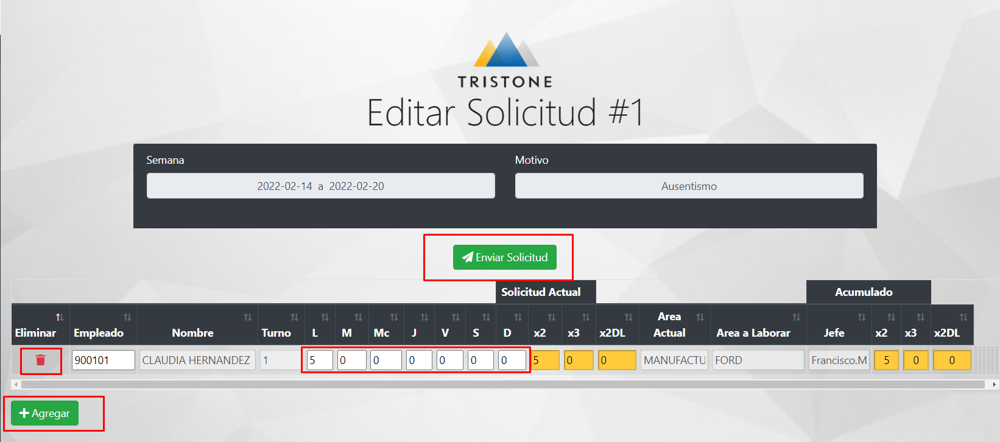 TRISTONE
Editar Solicitud #1
Semana Motivo
2022-02-14 a 2022-02-20 Ausentismo
Enviar Solicitud
Solicitud Actual Acumulado
Eliminar Empleado Nombre Turno L M Mc J V S D x2 x3 x2DL Area Actual Area a Laborar Jefe x2 x3 x2DL
900101 CLAUDIA HERNANDEZ 1 5 0 0 0 0 0 0 5 0 0 MANUFACTU FORD Francisco.M 5 0 0
Agregar